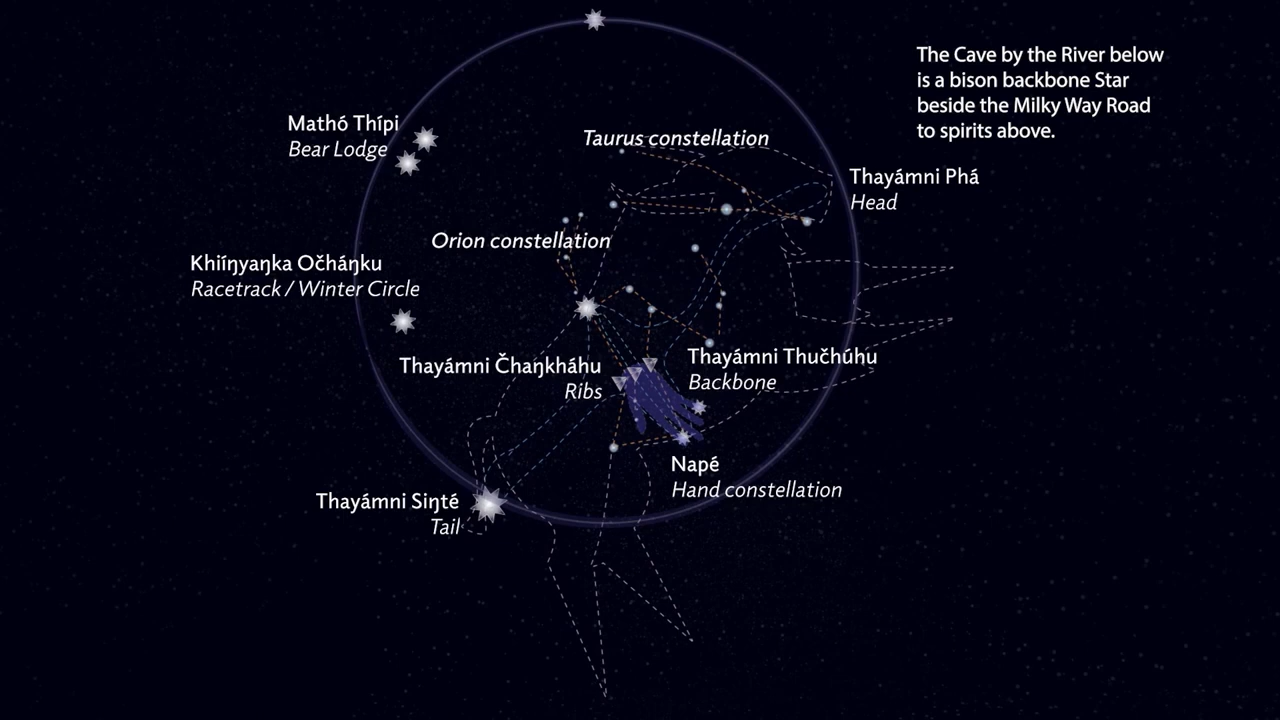 The Cave by the River below
is a bison backbone Star
beside the Milky Way Road
to spirits above.
Mathó Thípi
Bear Lodge
Taurus constellation
Thayámni Phá
Head
Orion constellation
Khiíŋyaŋka Očháŋku
Racetrack / Winter Circle
Thayámni Čhaŋkháhu
Ribs
Thayámni Thučhúhu
Backbone
Napé
Hand constellation
Thayámni Siŋté
Tail